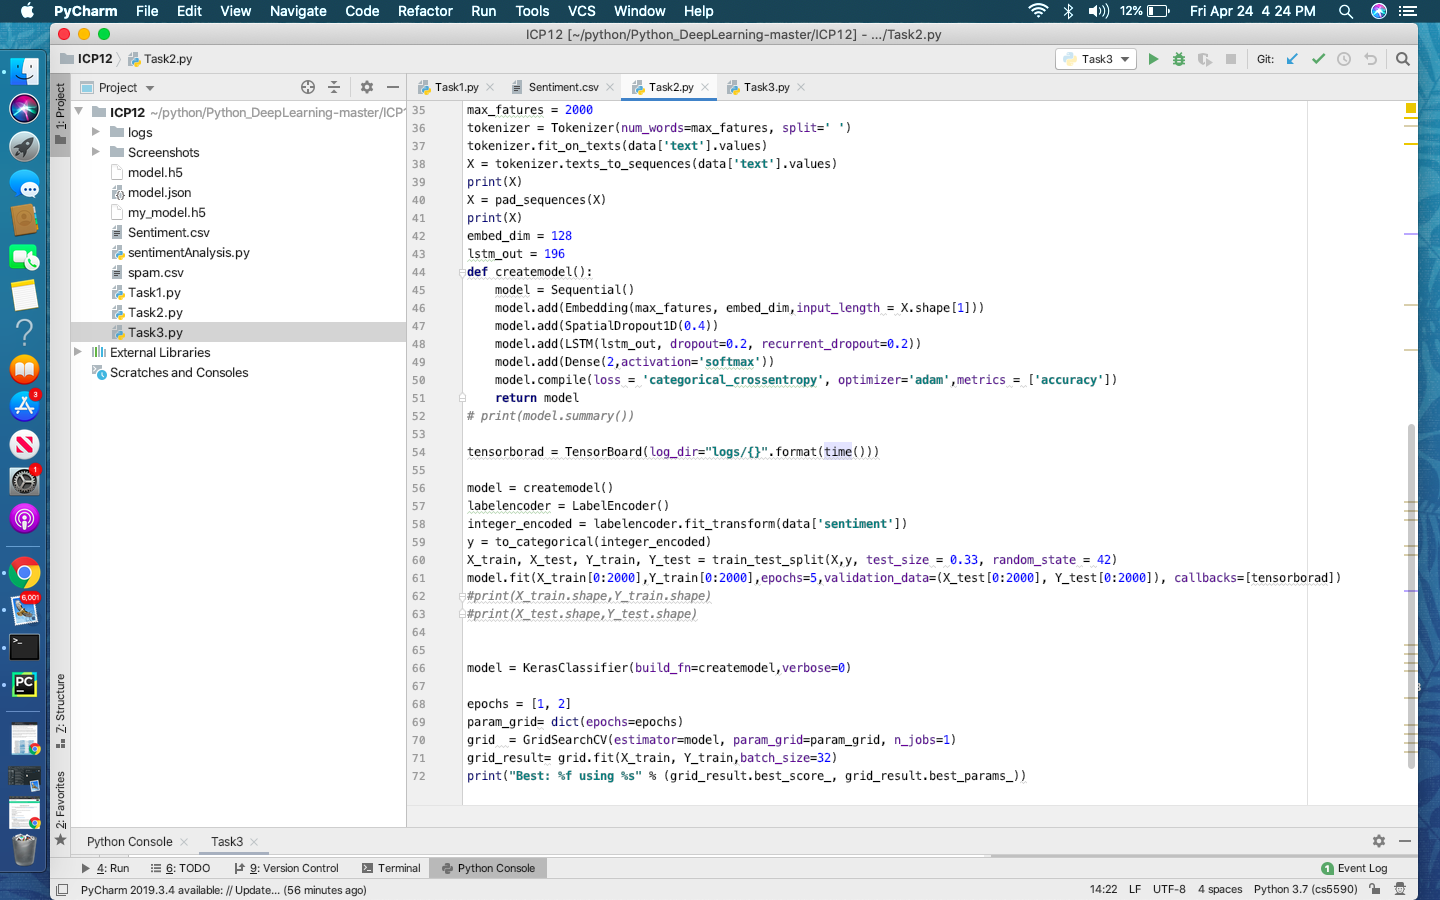 PyCharm File Edit View Navigate Code Refactor Run Tools VCS Window Help 12% Fri Apr 24 4:24 PM
ICP12 [~/python/Python_DeepLearning-master/ICP12] - .../Task2.py
ICP12 Task2.py Task3 Git:
Project Task1.py Sentiment.csv Task2.py Task3.py
1: Project
ICP12 ~/python/Python_DeepLearning-master/ICP1
logs
Screenshots
model.h5
model.json
my_model.h5
Sentiment.csv
sentimentAnalysis.py
spam.csv
Task1.py
Task2.py
Task3.py
External Libraries
Scratches and Consoles
3
1
6,001
PC
Z: Structure
2: Favorites
35 max_fatures = 2000
36 tokenizer = Tokenizer(num_words=max_fatures, split=' ')
37 tokenizer.fit_on_texts(data['text'].values)
38 X = tokenizer.texts_to_sequences(data['text'].values)
39 print(X)
40 X = pad_sequences(X)
41 print(X)
42 embed_dim = 128
43 lstm_out = 196
44 def createmodel():
45     model = Sequential()
46     model.add(Embedding(max_fatures, embed_dim,input_length = X.shape[1]))
47     model.add(SpatialDropout1D(0.4))
48     model.add(LSTM(lstm_out, dropout=0.2, recurrent_dropout=0.2))
49     model.add(Dense(2,activation='softmax'))
50     model.compile(loss = 'categorical_crossentropy', optimizer='adam',metrics = ['accuracy'])
51     return model
52 # print(model.summary())
53
54 tensorborad = TensorBoard(log_dir="logs/{}".format(time()))
55
56 model = createmodel()
57 labelencoder = LabelEncoder()
58 integer_encoded = labelencoder.fit_transform(data['sentiment'])
59 y = to_categorical(integer_encoded)
60 X_train, X_test, Y_train, Y_test = train_test_split(X,y, test_size = 0.33, random_state = 42)
61 model.fit(X_train[0:2000],Y_train[0:2000],epochs=5,validation_data=(X_test[0:2000], Y_test[0:2000]), callbacks=[tensorborad])
62 #print(X_train.shape,Y_train.shape)
63 #print(X_test.shape,Y_test.shape)
64
65
66 model = KerasClassifier(build_fn=createmodel,verbose=0)
67
68 epochs = [1, 2]
69 param_grid= dict(epochs=epochs)
70 grid  = GridSearchCV(estimator=model, param_grid=param_grid, n_jobs=1)
71 grid_result= grid.fit(X_train, Y_train,batch_size=32)
72 print("Best: %f using %s" % (grid_result.best_score_, grid_result.best_params_))
Python Console Task3
4: Run 6: TODO 9: Version Control Terminal Python Console 1 Event Log
PyCharm 2019.3.4 available: // Update... (56 minutes ago) 14:22 LF UTF-8 4 spaces Python 3.7 (cs5590)